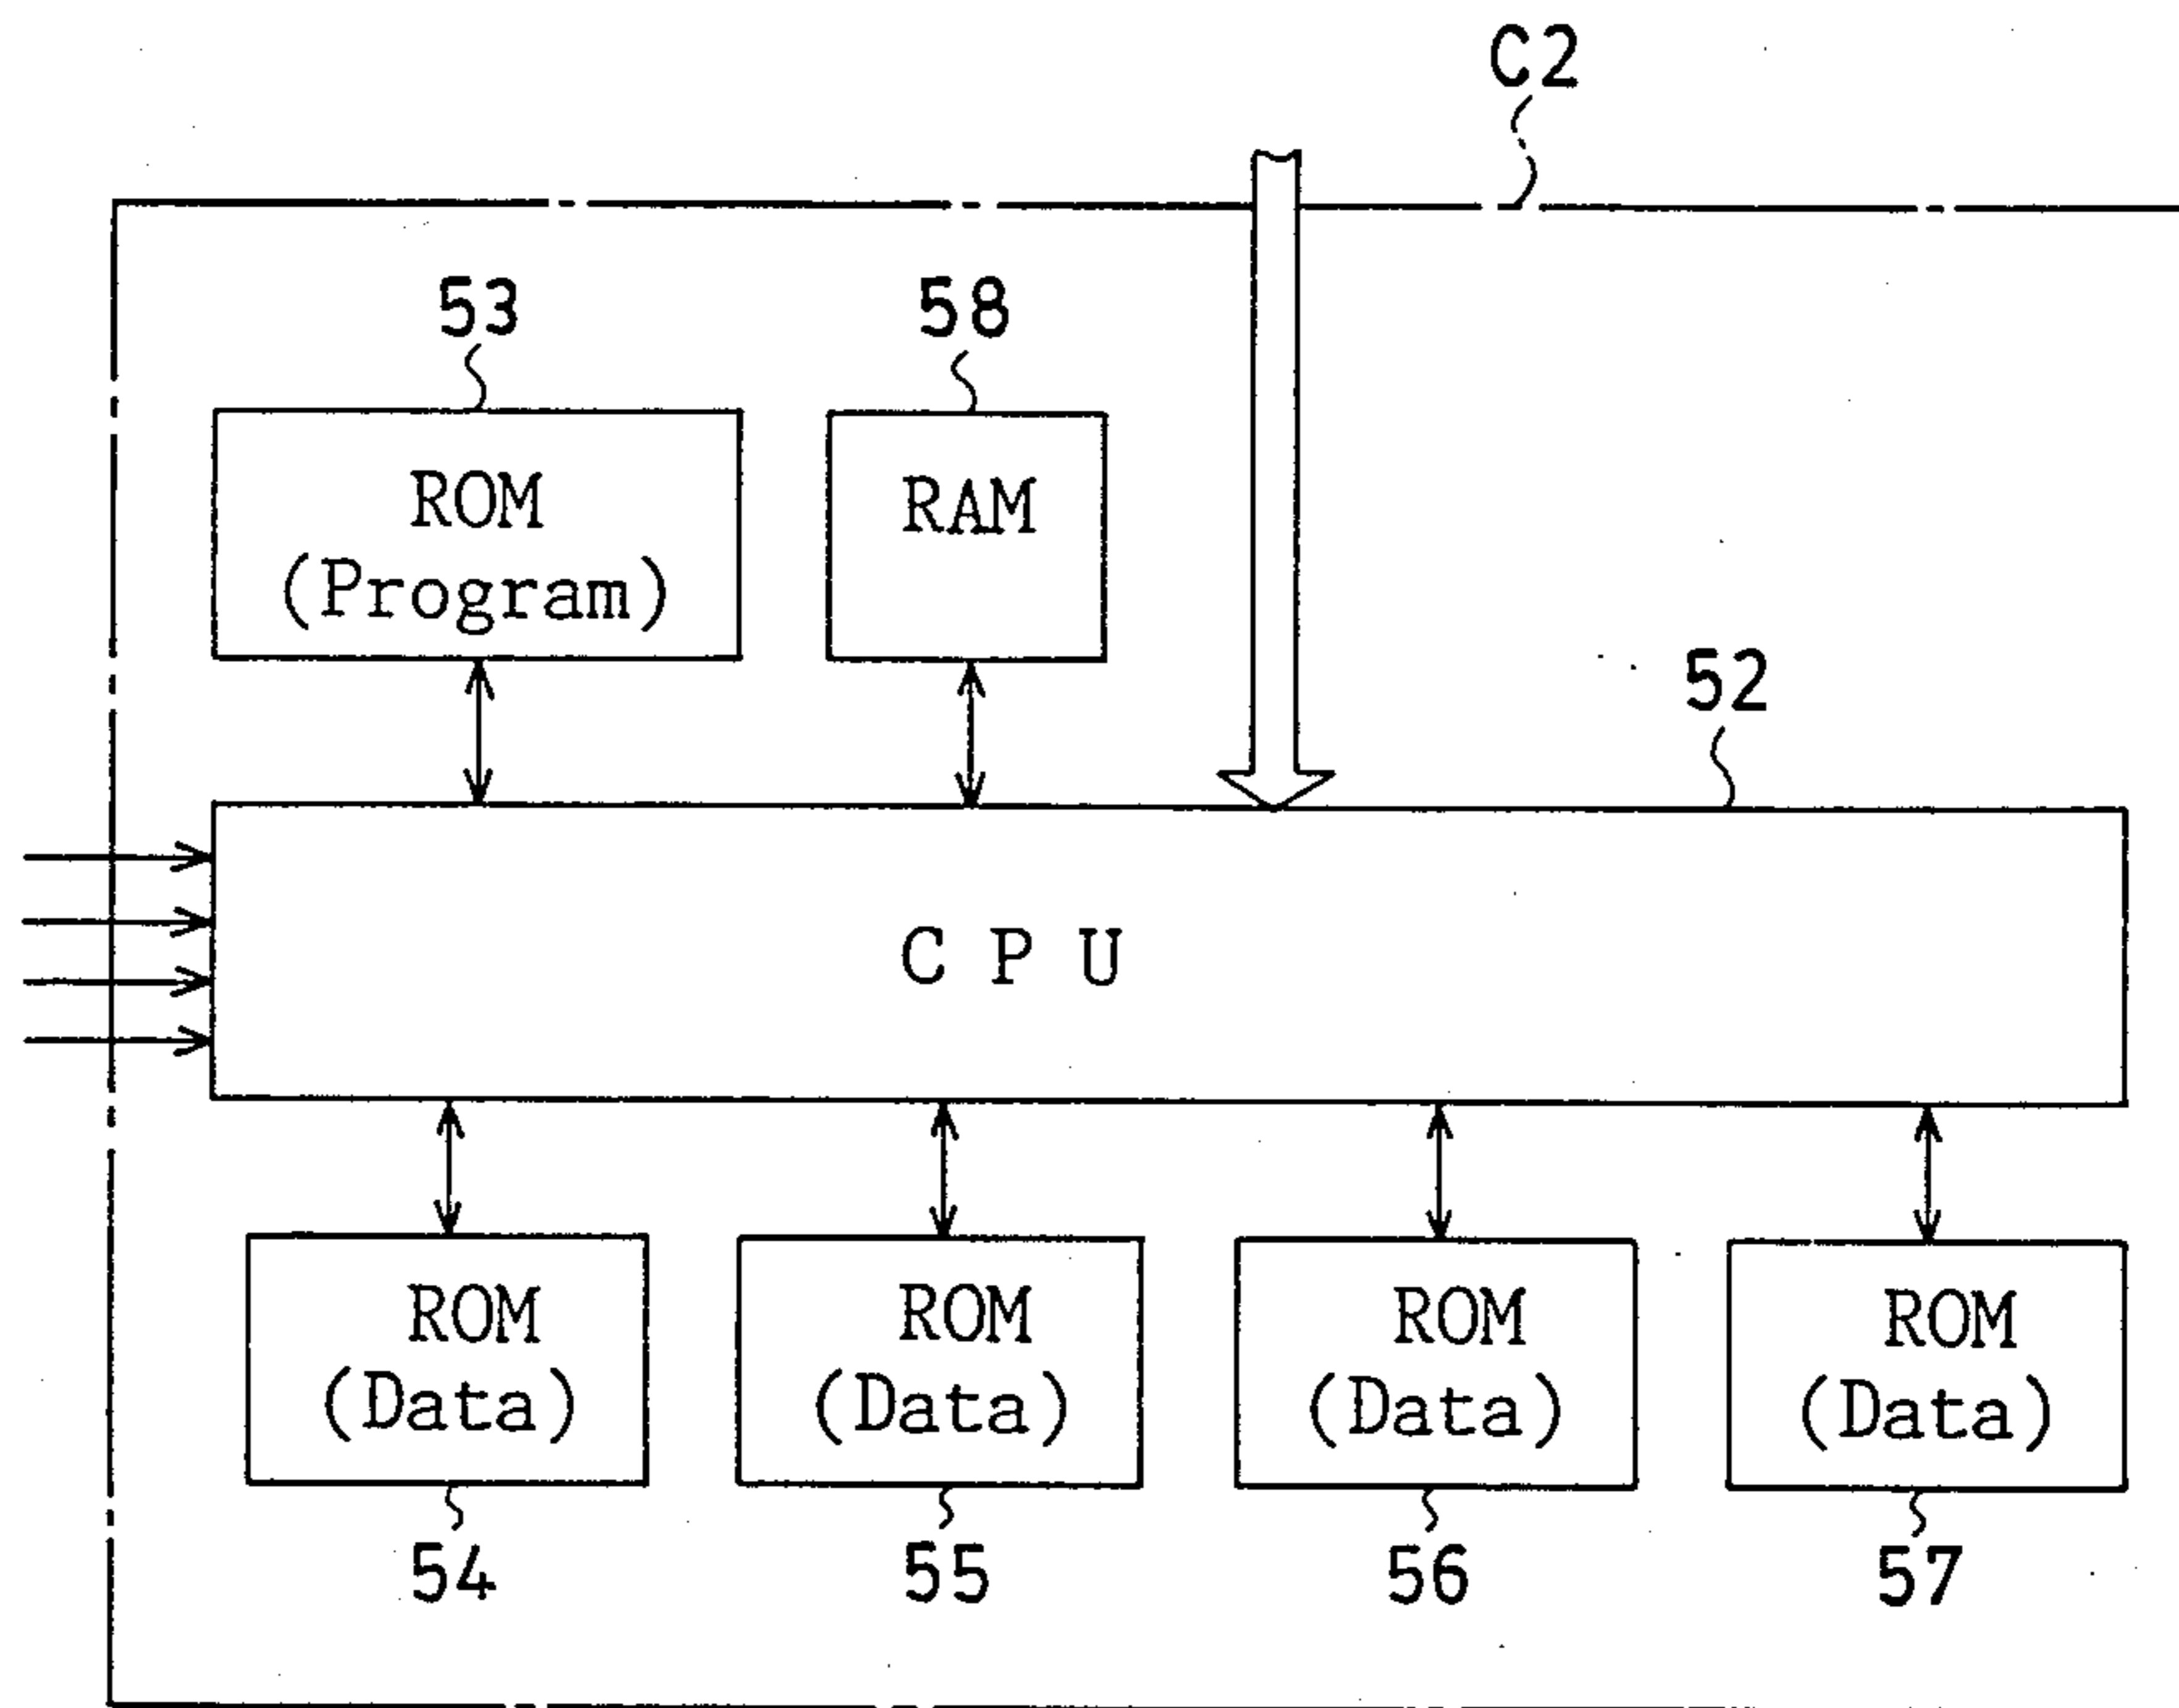 C2
53
58
ROM
(Program)
RAM
52
C P U
ROM
(Data)
ROM
(Data)
ROM
(Data)
ROM
(Data)
54
55
56
57